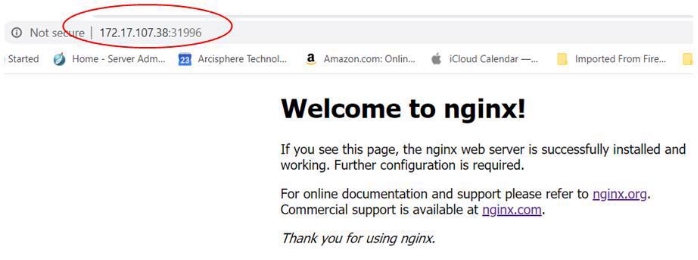 Not secure | 172.17.107.38:31996
Started Home - Server Adm... 23 Arcisphere Technol... Amazon.com: Onlin... iCloud Calendar —... Imported From Fire...
Welcome to nginx!
If you see this page, the nginx web server is successfully installed and
working. Further configuration is required.
For online documentation and support please refer to nginx.org.
Commercial support is available at nginx.com.
Thank you for using nginx.